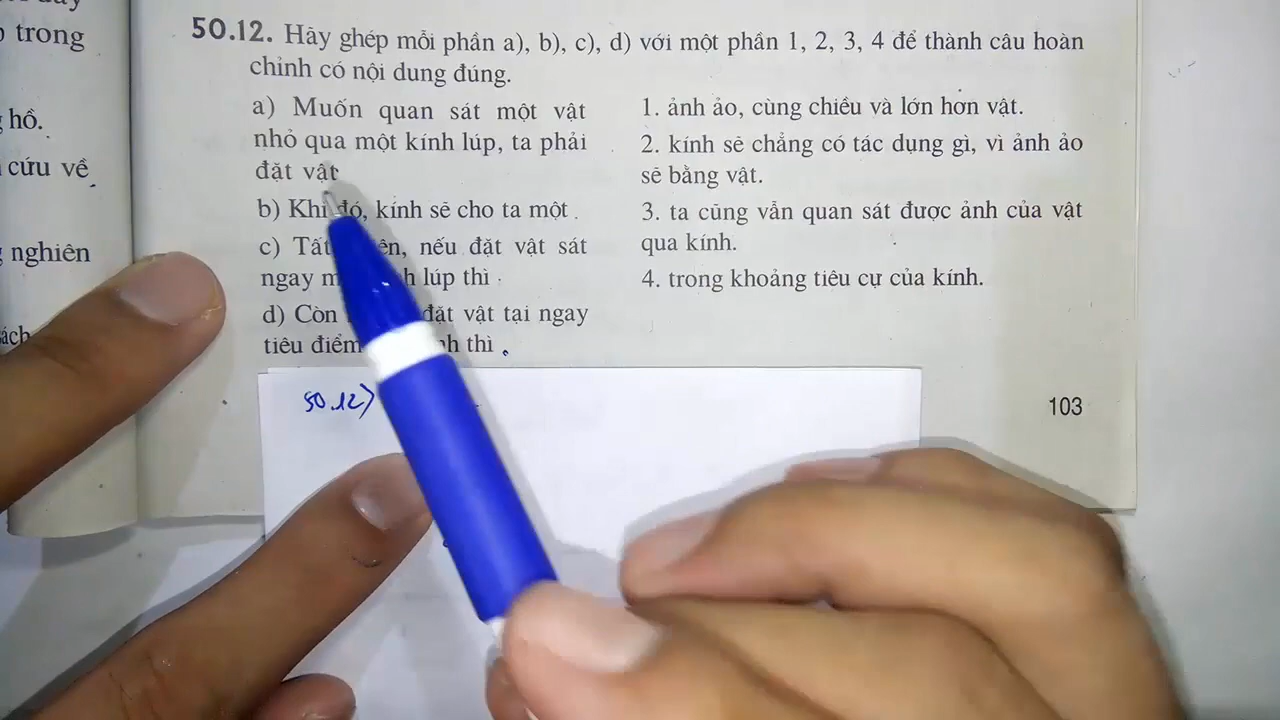 trong
hồ.
cứu về
nghiên
ách
50.12. Hãy ghép mỗi phần a), b), c), d) với một phần 1, 2, 3, 4 để thành câu hoàn
chỉnh có nội dung đúng.
a) Muốn quan sát một vật
nhỏ qua một kính lúp, ta phải
đặt vật
b) Khi đó, kính sẽ cho ta một
c) Tất ên, nếu đặt vật sát
ngay m h lúp thì
d) Còn đặt vật tại ngay
tiêu điểm nh thì
1. ảnh ảo, cùng chiều và lớn hơn vật.
2. kính sẽ chẳng có tác dụng gì, vì ảnh ảo
sẽ bằng vật.
3. ta cũng vẫn quan sát được ảnh của vật
qua kính.
4. trong khoảng tiêu cự của kính.
50.12)
103